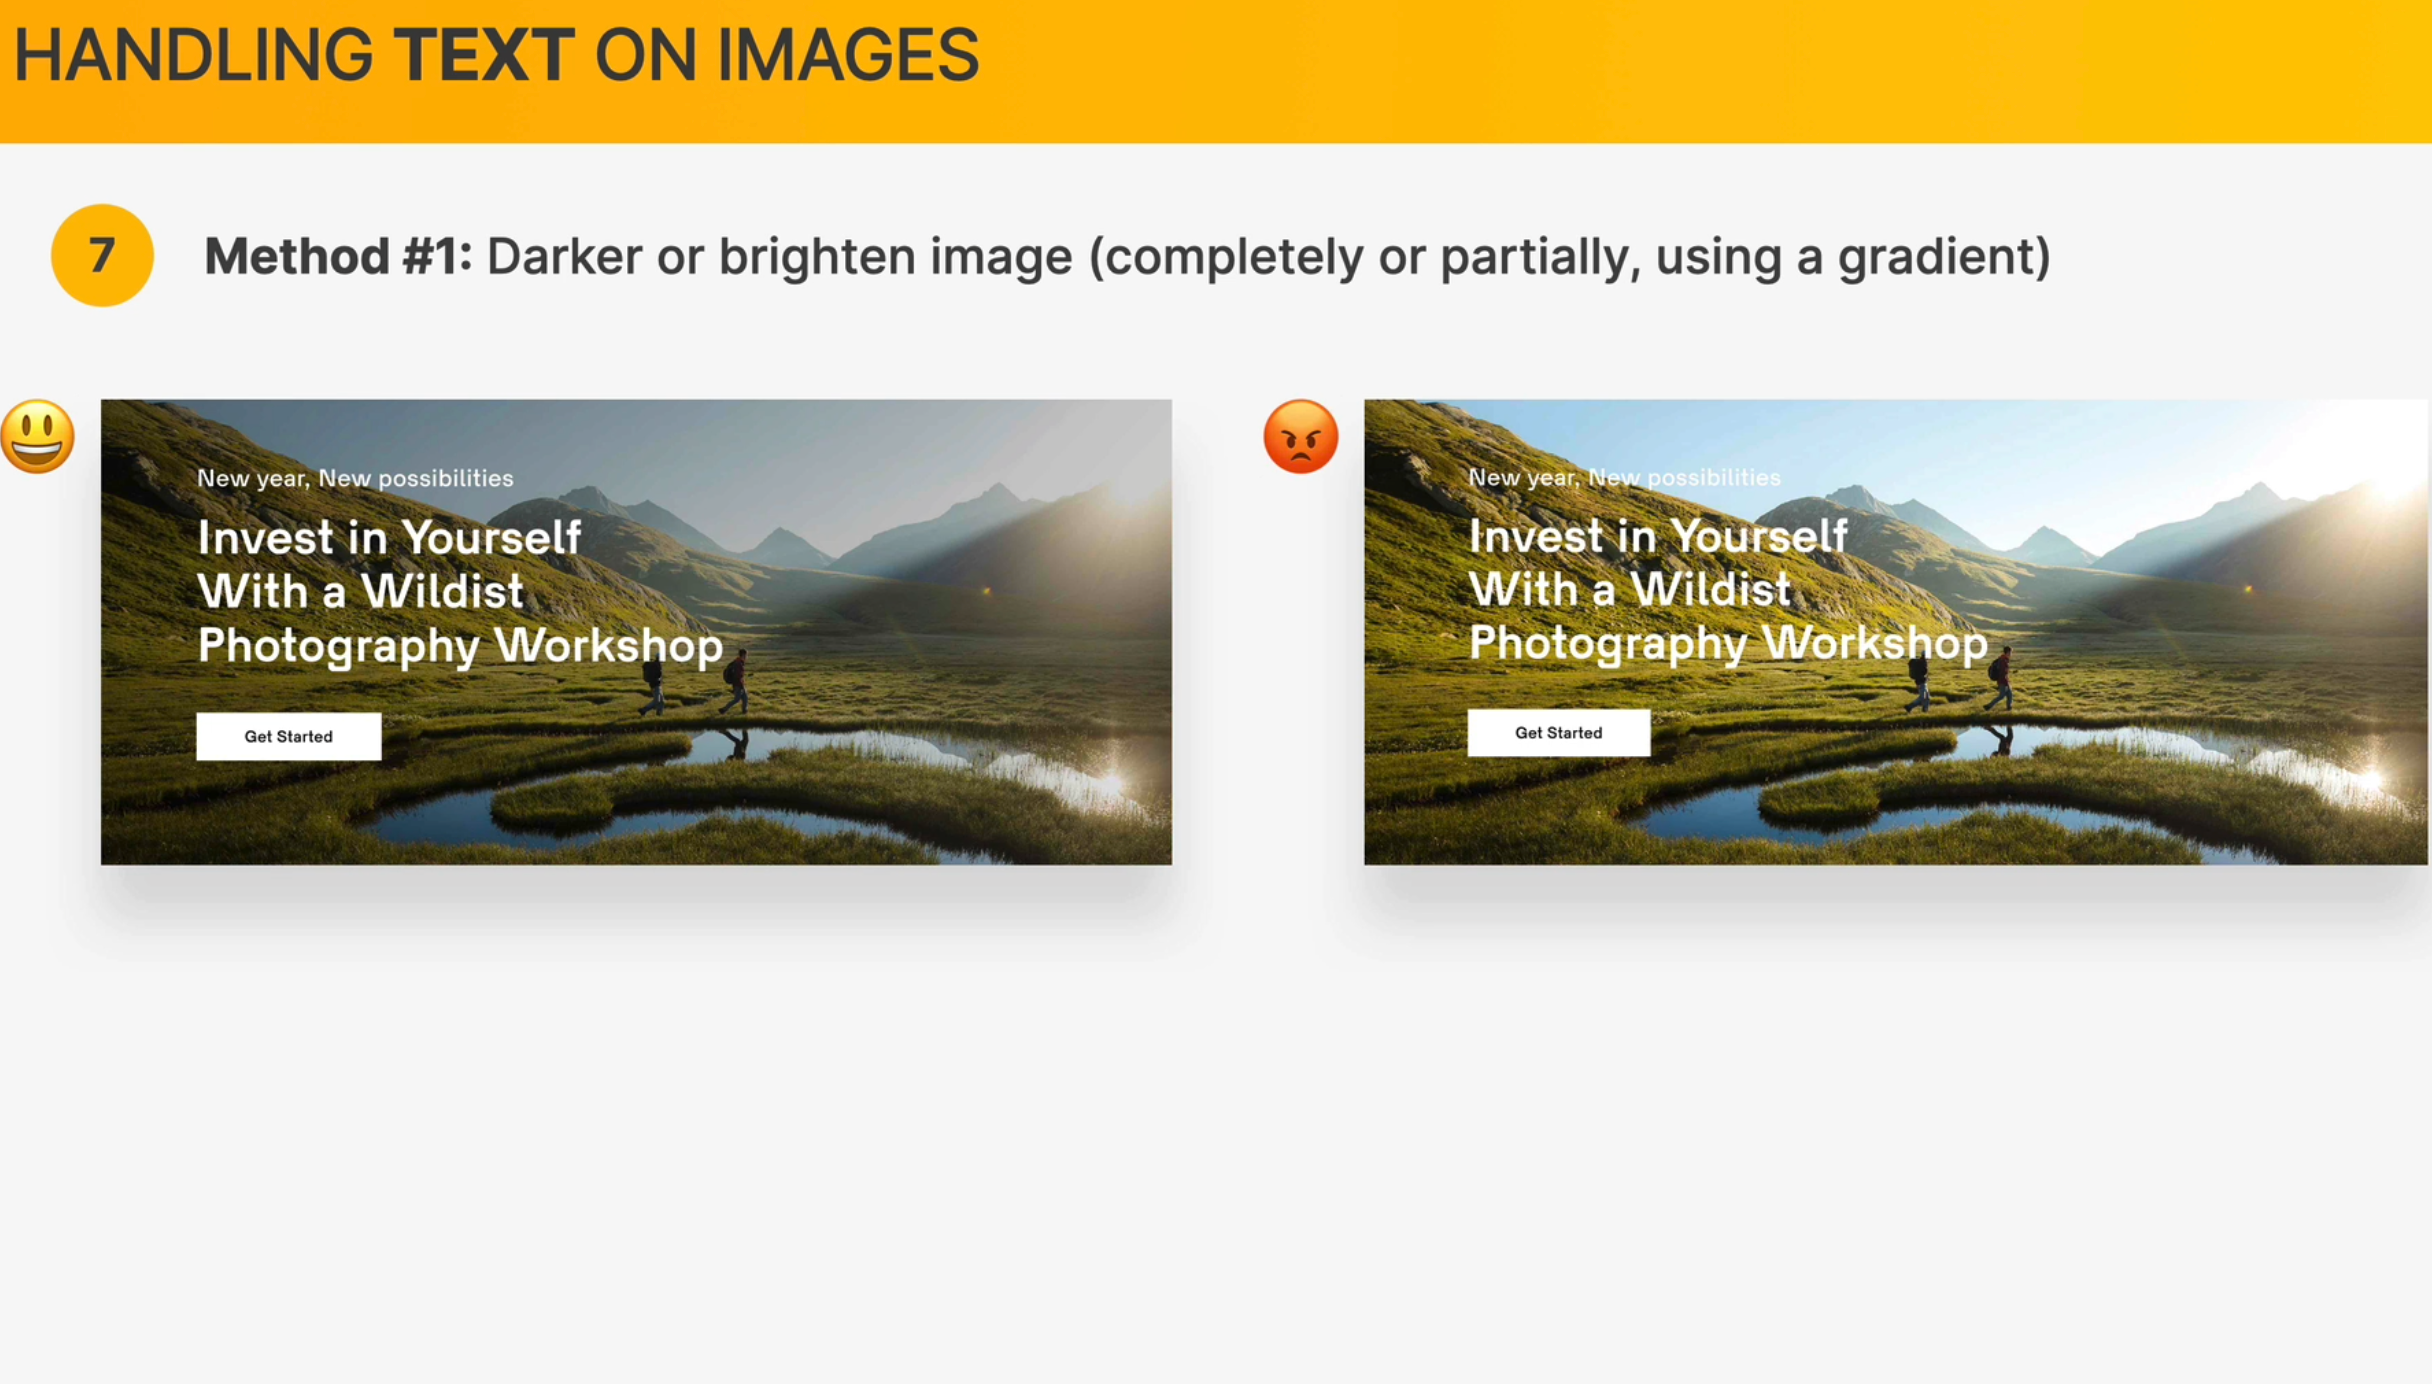 HANDLING TEXT ON IMAGES
7
Method #1: Darker or brighten image (completely or partially, using a gradient)
New year, New possibilities
Invest in Yourself
With a Wildist
Photography Workshop
Get Started
New year, New possibilities
Invest in Yourself
With a Wildist
Photography Workshop
Get Started